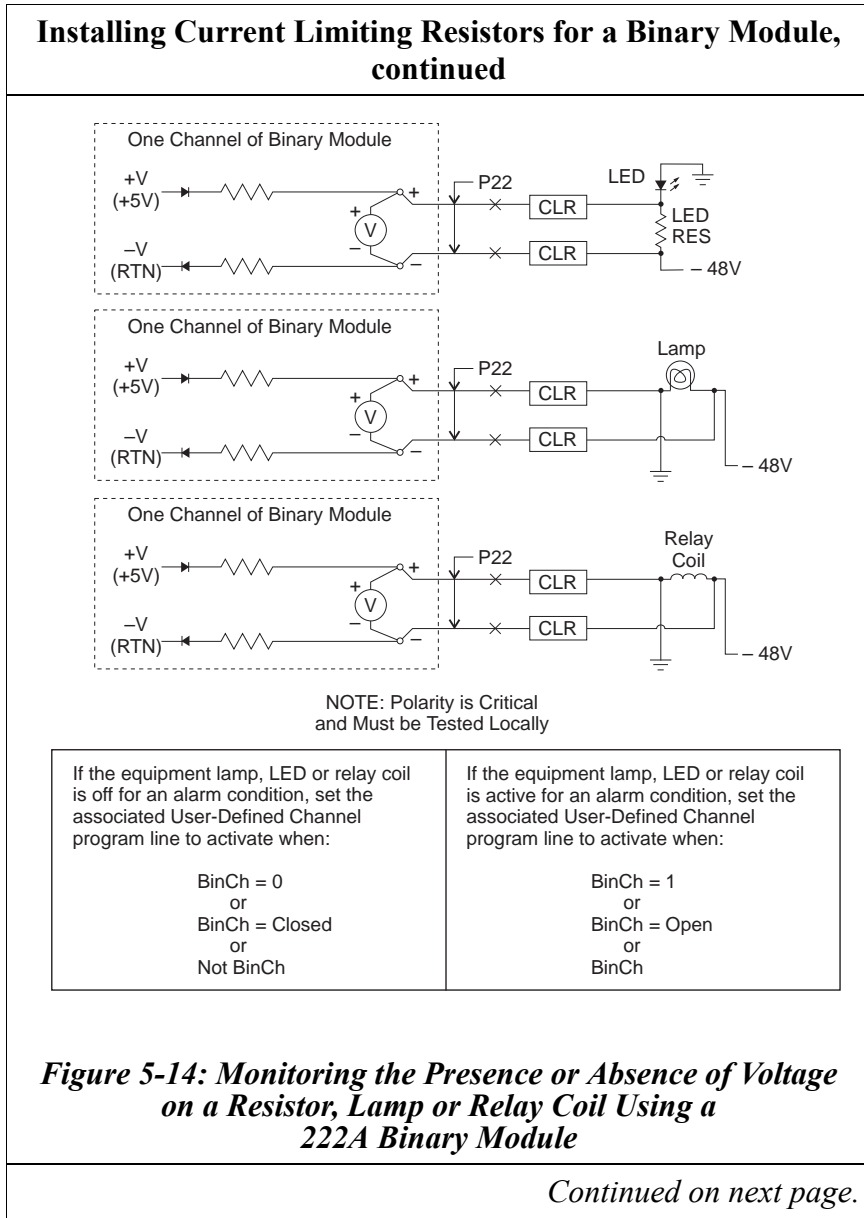 Installing Current Limiting Resistors for a Binary Module,
continued
One Channel of Binary Module
+V
(+5V)
–V
(RTN)
+
–
V
+
–
P22
CLR
CLR
LED
LED
RES
– 48V
One Channel of Binary Module
+V
(+5V)
–V
(RTN)
+
–
V
+
–
P22
CLR
CLR
Lamp
– 48V
One Channel of Binary Module
+V
(+5V)
–V
(RTN)
+
–
V
+
–
P22
CLR
CLR
Relay
Coil
– 48V
NOTE: Polarity is Critical
and Must be Tested Locally
If the equipment lamp, LED or relay coil
is off for an alarm condition, set the
associated User-Defined Channel
program line to activate when:
BinCh = 0
or
BinCh = Closed
or
Not BinCh
If the equipment lamp, LED or relay coil
is active for an alarm condition, set the
associated User-Defined Channel
program line to activate when:
BinCh = 1
or
BinCh = Open
or
BinCh
Figure 5-14: Monitoring the Presence or Absence of Voltage
on a Resistor, Lamp or Relay Coil Using a
222A Binary Module
Continued on next page.